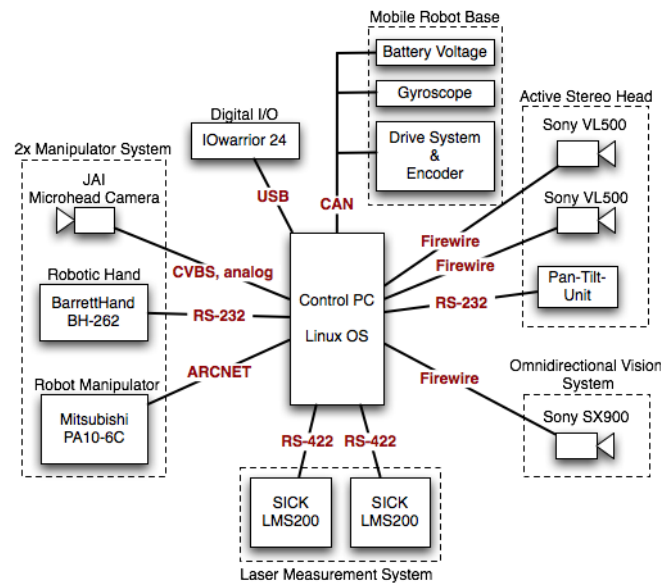 Mobile Robot Base
Battery Voltage
Gyroscope
Drive System
&
Encoder
Digital I/O
IOwarrior 24
Active Stereo Head
Sony VL500
Sony VL500
Pan-Tilt-
Unit
2x Manipulator System
JAI
Microhead Camera
Robotic Hand
BarrettHand
BH-262
Robot Manipulator
Mitsubishi
PA10-6C
USB
CAN
Firewire
Firewire
CVBS, analog
RS-232
RS-232
ARCNET
Firewire
Control PC
Linux OS
Omnidirectional Vision
System
Sony SX900
RS-422
RS-422
SICK
LMS200
SICK
LMS200
Laser Measurement System